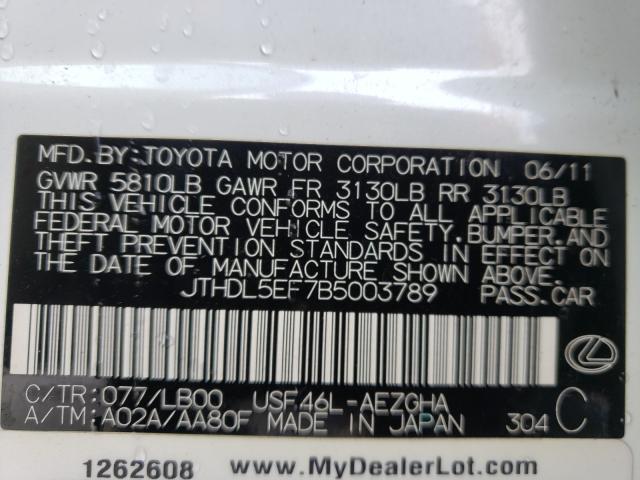 MFD.BY:TOYOTA MOTOR CORPORATION 06/11
GVWR 5810LB GAWR FR 3130LB RR 3130LB
THIS VEHICLE CONFORMS TO ALL APPLICABLE
FEDERAL MOTOR VEHICLE SAFETY,BUMPER,AND
THEFT PREVENTION STANDARDS IN EFFECT ON
THE DATE OF MANUFACTURE SHOWN ABOVE.
JTHDL5EF7B5003789 PASS.CAR
C/TR:077/LB00 USF46L-AEZGHA C
A/TM:A02A/AA80F MADE IN JAPAN 304
1262608 www.MyDealerLot.com